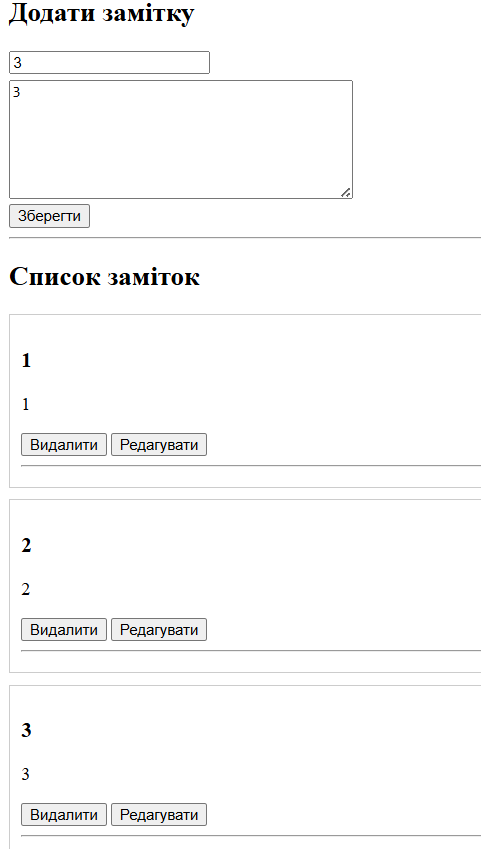 Додати замітку
3
3
Зберегти
Список заміток
1
1
Видалити Редагувати
2
2
Видалити Редагувати
3
3
Видалити Редагувати